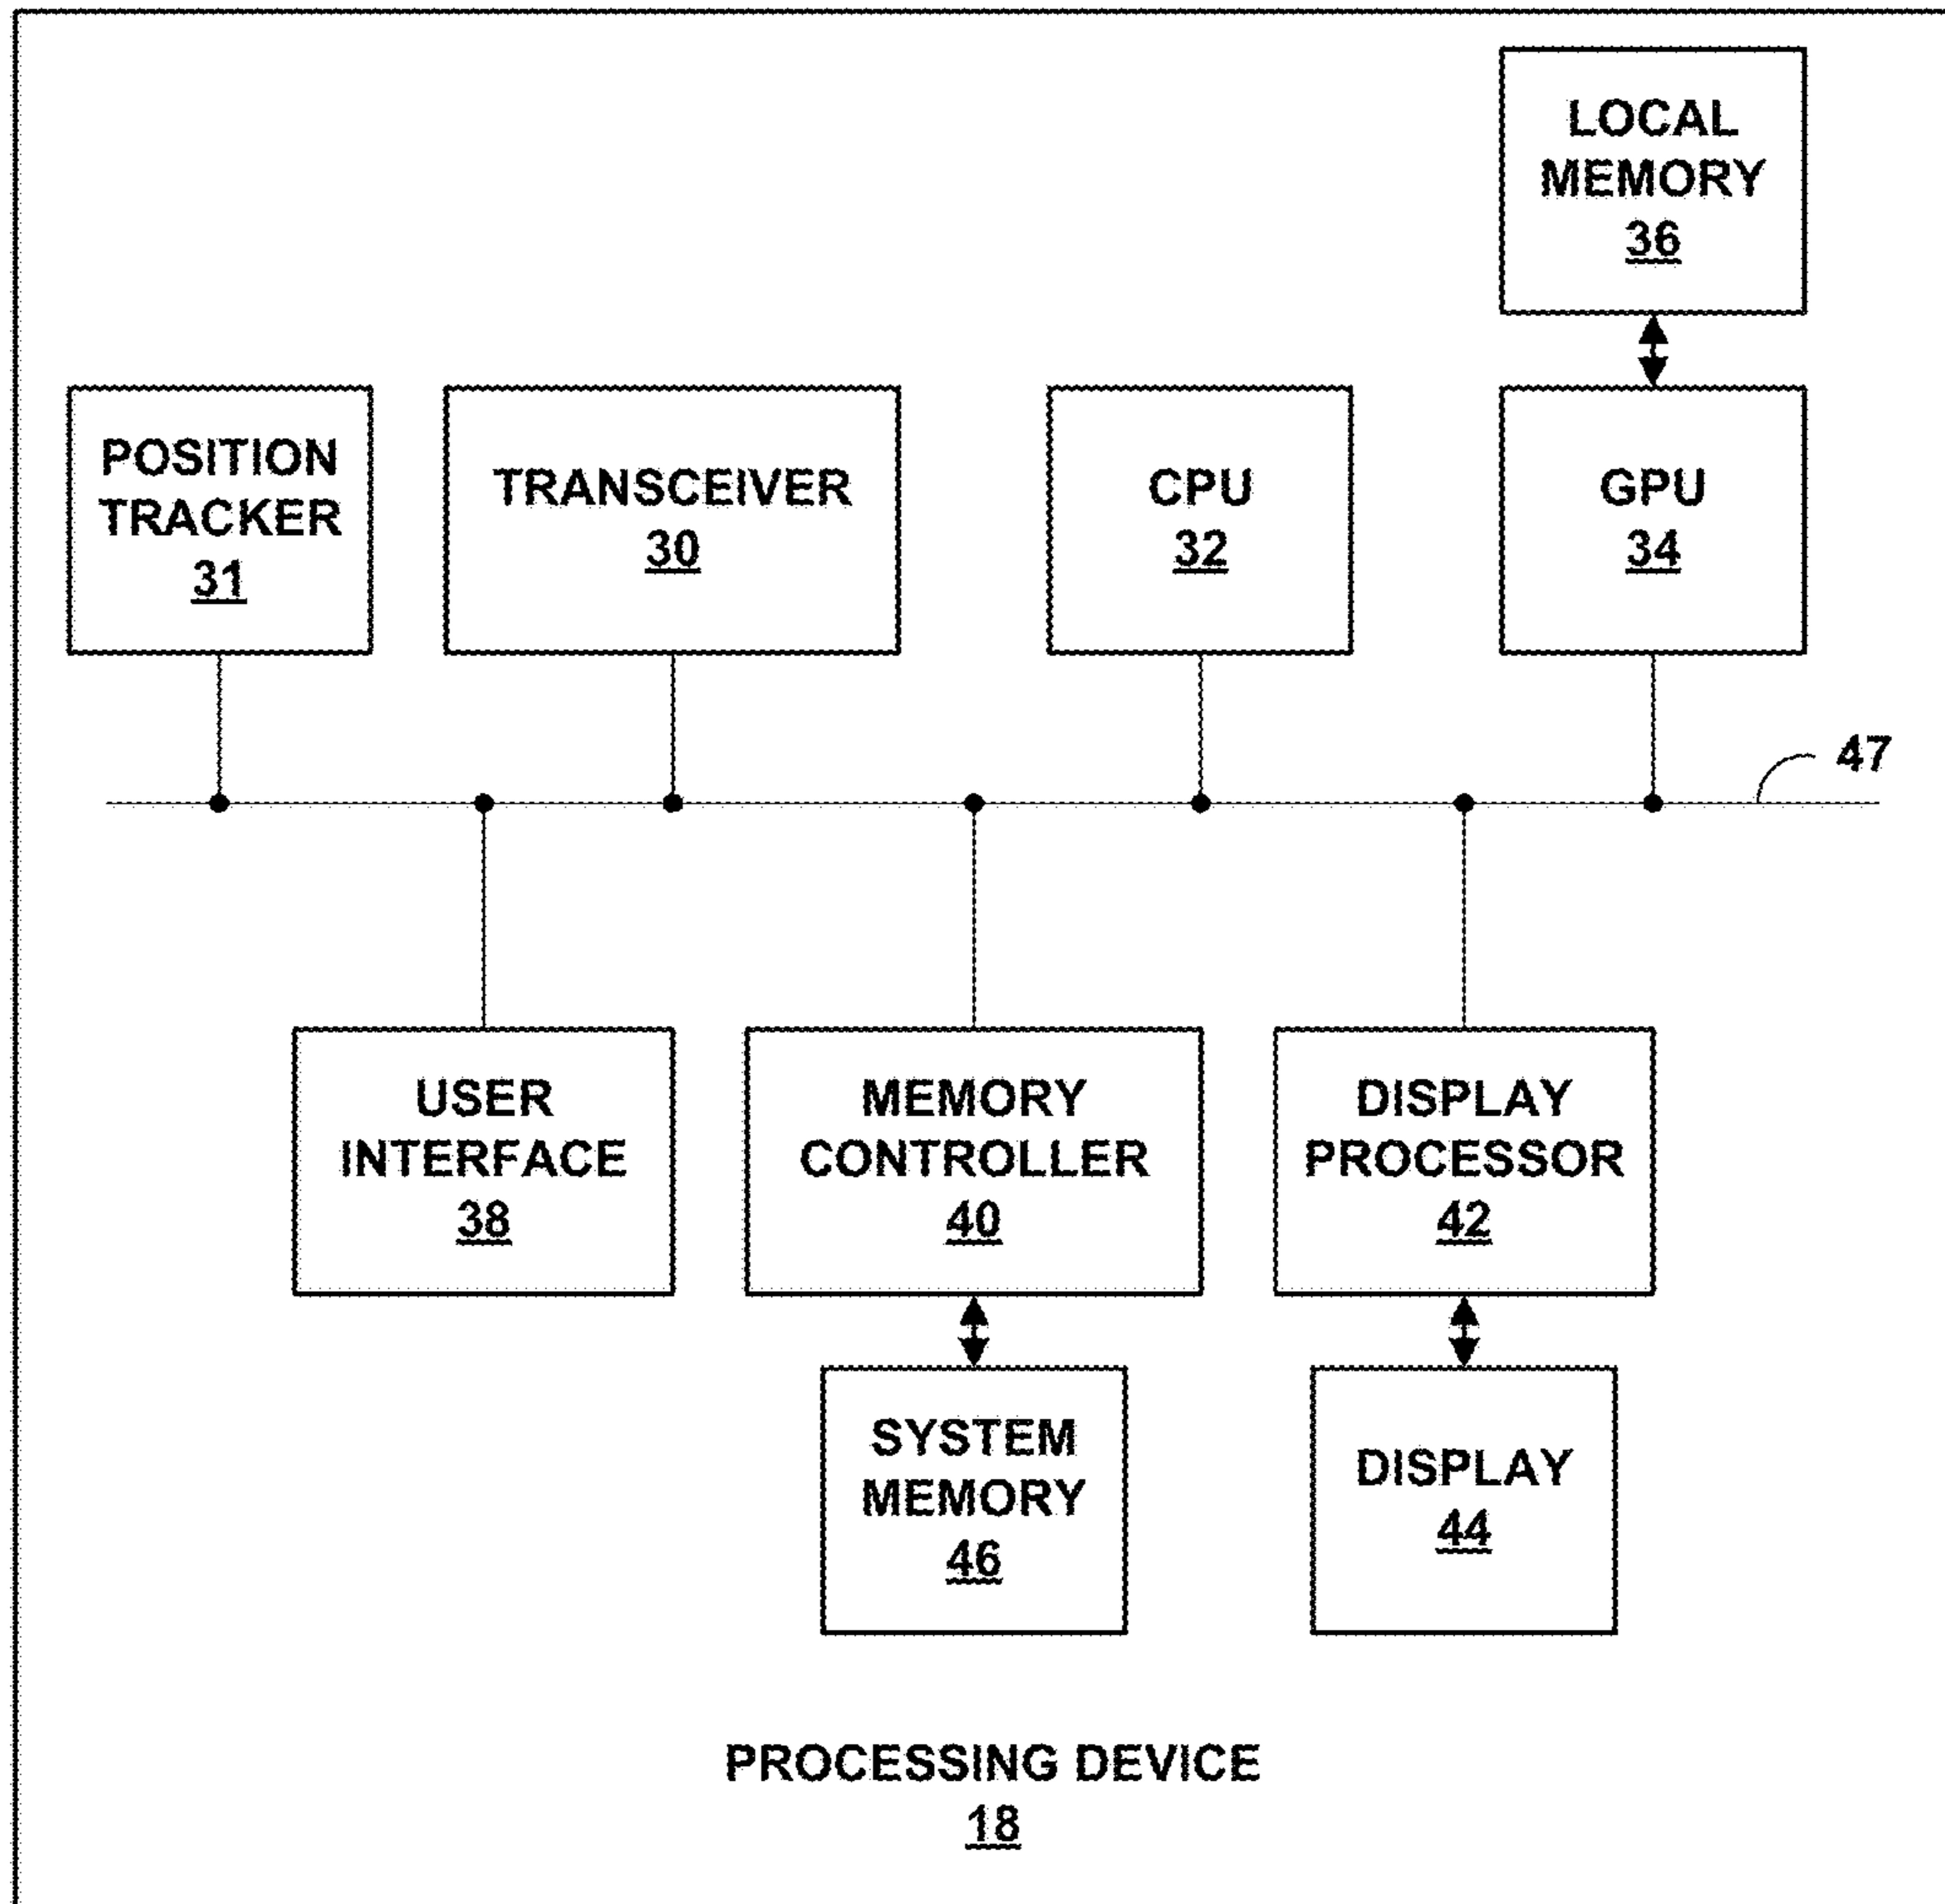 LOCAL
MEMORY
36
POSITION
TRACKER
31
TRANSCEIVER
30
CPU
32
GPU
34
47
USER
INTERFACE
38
MEMORY
CONTROLLER
40
DISPLAY
PROCESSOR
42
SYSTEM
MEMORY
46
DISPLAY
44
PROCESSING DEVICE
18